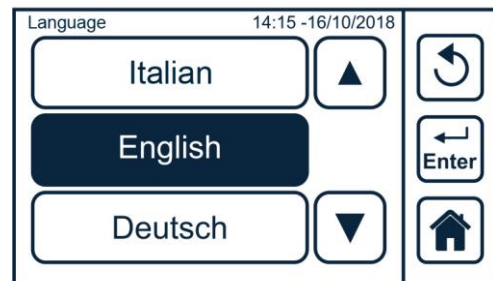 Language 14:15 -16/10/2018
Italian
English
Enter
Deutsch